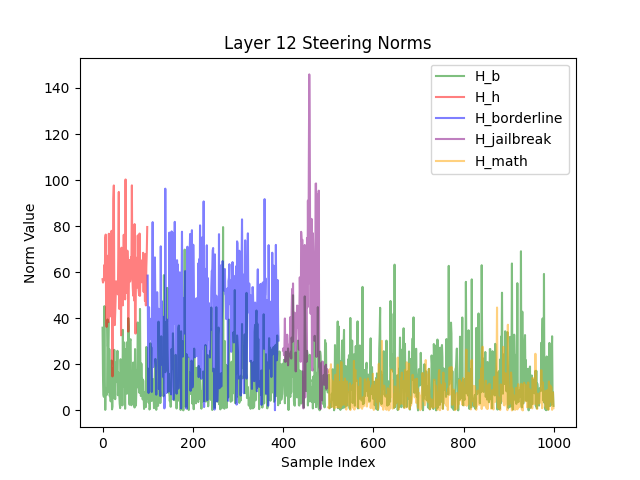 Layer 12 Steering Norms
Norm Value
140
120
100
80
60
40
20
0
H_b
H_h
H_borderline
H_jailbreak
H_math
0
200
400
600
800
1000
Sample Index